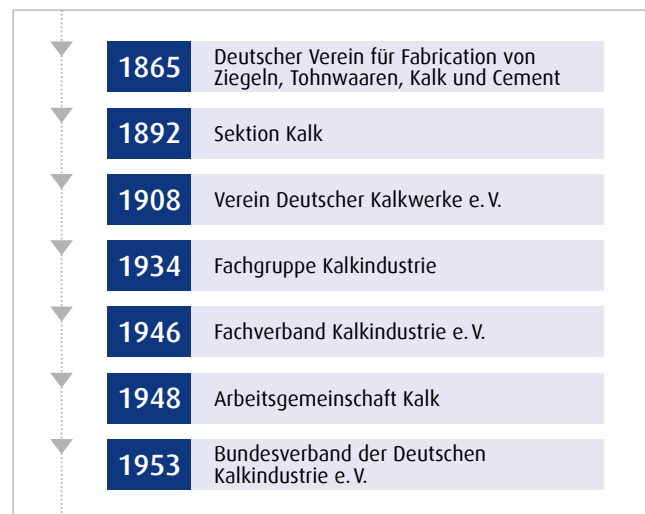 1865
Deutscher Verein für Fabrication von
Ziegeln, Tohnwaaren, Kalk und Cement
1892
Sektion Kalk
1908
Verein Deutscher Kalkwerke e. V.
1934
Fachgruppe Kalkindustrie
1946
Fachverband Kalkindustrie e. V.
1948
Arbeitsgemeinschaft Kalk
1953
Bundesverband der Deutschen
Kalkindustrie e. V.